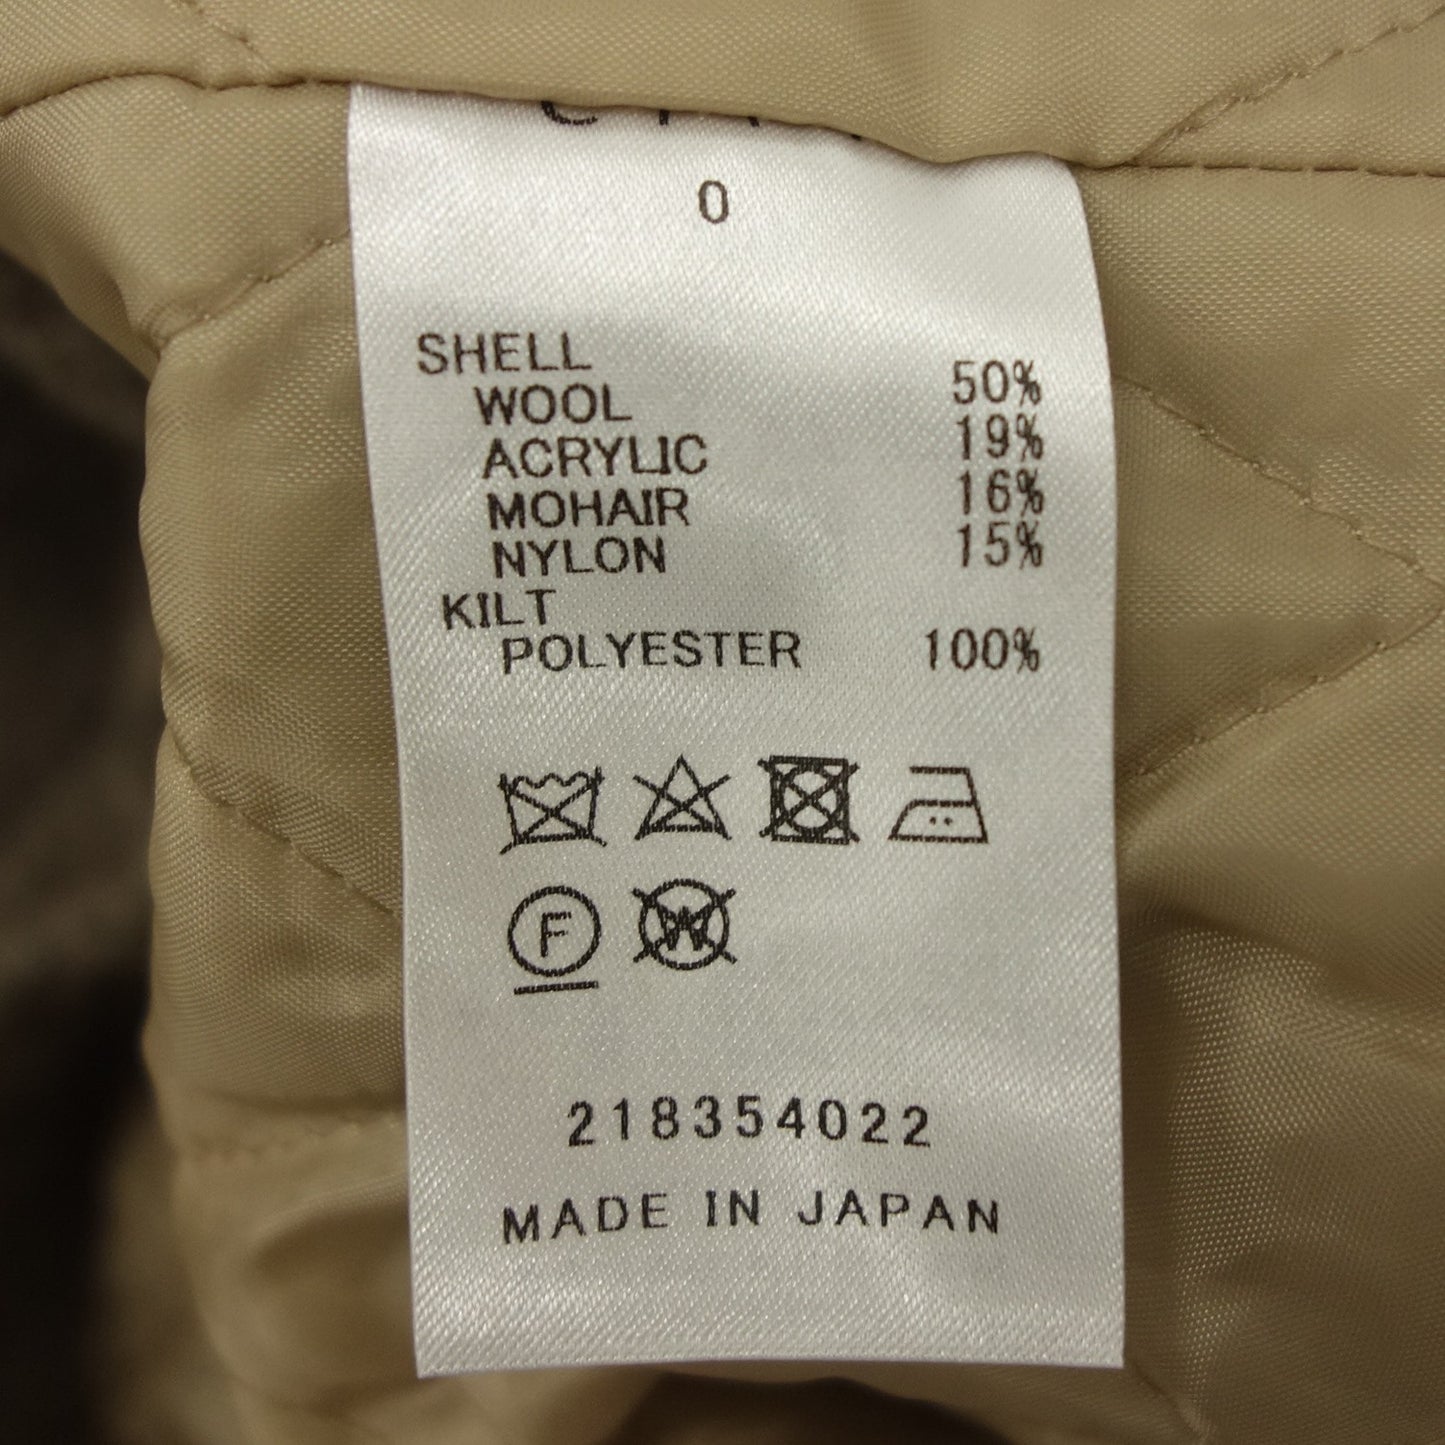 0
SHELL
WOOL 50%
ACRYLIC 19%
MOHAIR 16%
NYLON 15%
KILT
POLYESTER 100%
F W
218354022
MADE IN JAPAN